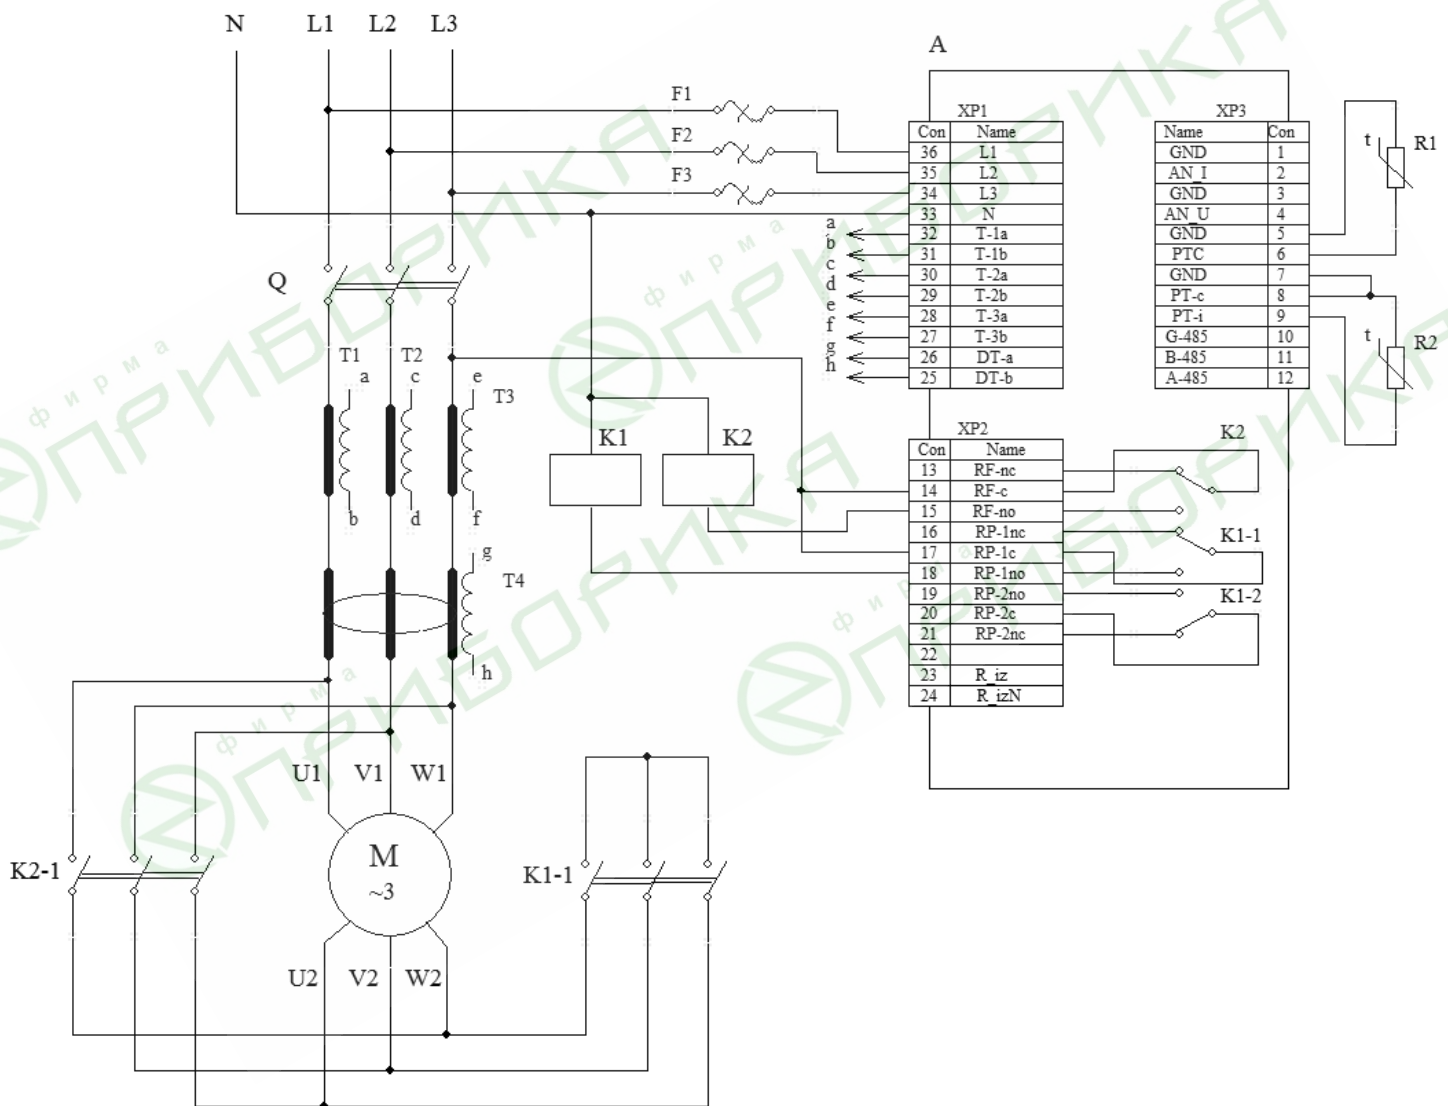 N L1 L2 L3
A
F1
F2
F3
XP1
Con Name
36 L1
35 L2
34 L3
33 N
32 T-1a
31 T-1b
30 T-2a
29 T-2b
28 T-3a
27 T-3b
26 DT-a
25 DT-b
a
b
c
d
e
f
g
h
XP3
Name Con
GND 1
AN_I 2
GND 3
AN_U 4
GND 5
PTC 6
GND 7
PT-c 8
PT-i 9
G-485 10
B-485 11
A-485 12
t R1
t R2
Q
T1 a T2 c e T3
b d f
g T4
h
K1 K2
XP2
Con Name
13 RF-nc
14 RF-c
15 RF-no
16 RP-1nc
17 RP-1c
18 RP-1no
19 RP-2no
20 RP-2c
21 RP-2nc
22
23 R_iz
24 R_izN
K2
K1-1
K1-2
U1 V1 W1
M
~3
K2-1
K1-1
U2 V2 W2
фирма
ПРИБОРИКА
фирма
ПРИБОРИКА
фирма
ПРИБОРИКА
фирма
ПРИБОРИКА